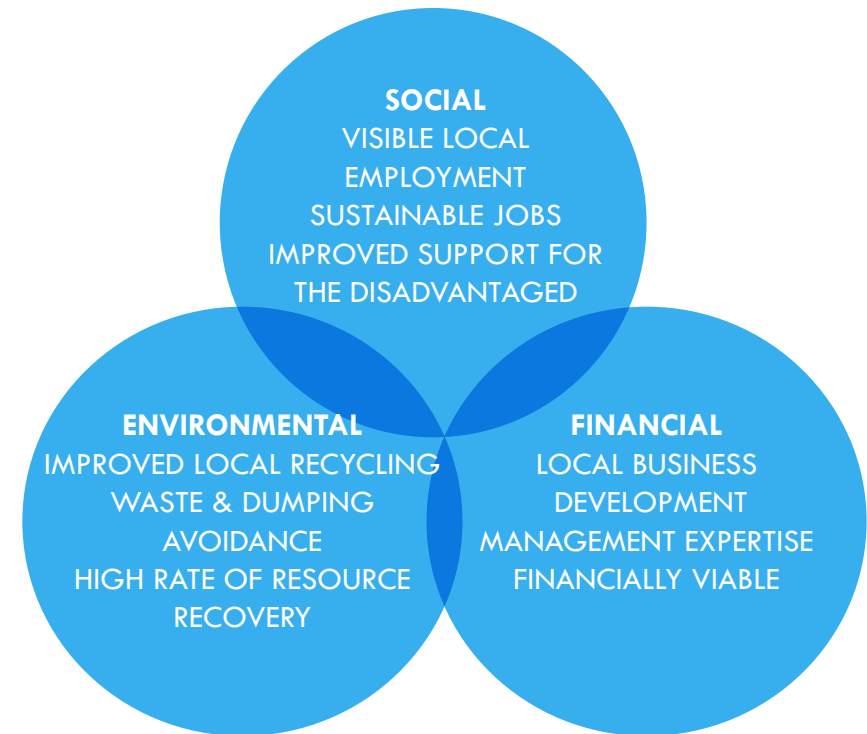 SOCIAL
VISIBLE LOCAL
EMPLOYMENT
SUSTAINABLE JOBS
IMPROVED SUPPORT FOR
THE DISADVANTAGED
ENVIRONMENTAL
IMPROVED LOCAL RECYCLING
WASTE & DUMPING
AVOIDANCE
HIGH RATE OF RESOURCE
RECOVERY
FINANCIAL
LOCAL BUSINESS
DEVELOPMENT
MANAGEMENT EXPERTISE
FINANCIALLY VIABLE